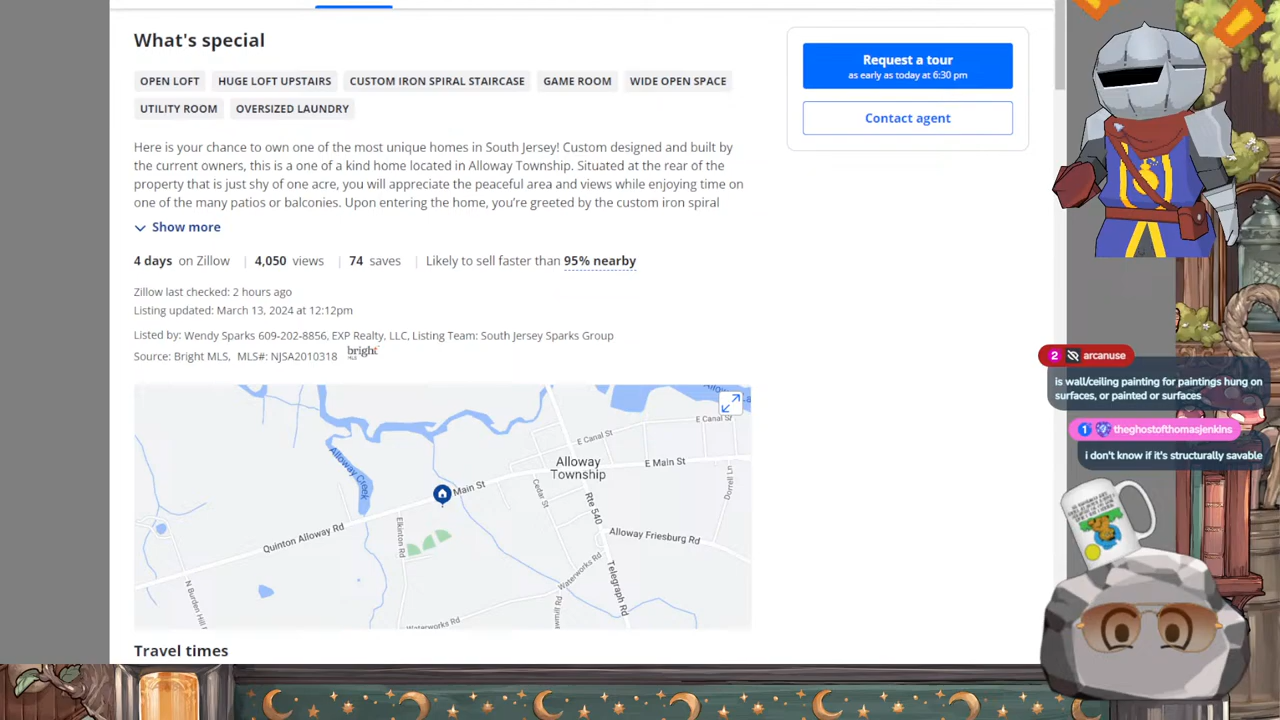 What's special
OPEN LOFT
HUGE LOFT UPSTAIRS
CUSTOM IRON SPIRAL STAIRCASE
GAME ROOM
WIDE OPEN SPACE
UTILITY ROOM
OVERSIZED LAUNDRY
Here is your chance to own one of the most unique homes in South Jersey! Custom designed and built by
the current owners, this is a one of a kind home located in Alloway Township. Situated at the rear of the
property that is just shy of one acre, you will appreciate the peaceful area and views while enjoying time on
one of the many patios or balconies. Upon entering the home, you're greeted by the custom iron spiral
Show more
4 days on Zillow | 4,050 views | 74 saves | Likely to sell faster than 95% nearby
Zillow last checked: 2 hours ago
Listing updated: March 13, 2024 at 12:12pm
Listed by: Wendy Sparks 609-202-8856, EXP Realty, LLC, Listing Team: South Jersey Sparks Group
Source: Bright MLS, MLS#: NJSA2010318 bright MLS
Request a tour
as early as today at 6:30 pm
Contact agent
2 arcanuse
is wall/ceiling painting for paintings hung on
surfaces, or painted or surfaces
1 theghostofthomasjenkins
i don't know if it's structurally savable
E Canal St
E Canal St
Alloway
Township
E Main St
Main St
Alloway Creek
Cedar St
Rte 540
Dorrell
Quinton Alloway Rd
Elkinton Rd
Alloway Friesburg Rd
Waterworks Rd
Telegraph Rd
N Burden Hill
Waterworks Rd
Travel times